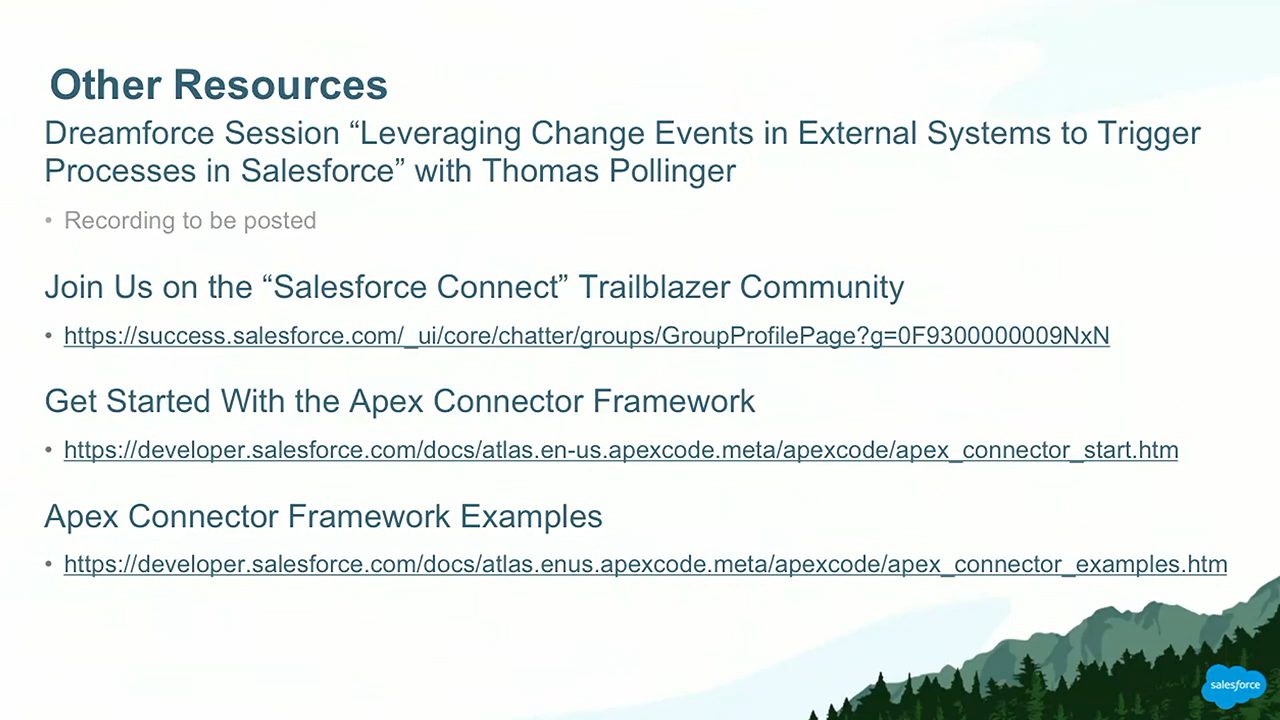 Other Resources
Dreamforce Session “Leveraging Change Events in External Systems to Trigger
Processes in Salesforce” with Thomas Pollinger
• Recording to be posted
Join Us on the “Salesforce Connect” Trailblazer Community
• https://success.salesforce.com/_ui/core/chatter/groups/GroupProfilePage?g=0F9300000009NxN
Get Started With the Apex Connector Framework
• https://developer.salesforce.com/docs/atlas.en-us.apexcode.meta/apexcode/apex_connector_start.htm
Apex Connector Framework Examples
• https://developer.salesforce.com/docs/atlas.enus.apexcode.meta/apexcode/apex_connector_examples.htm
salesforce